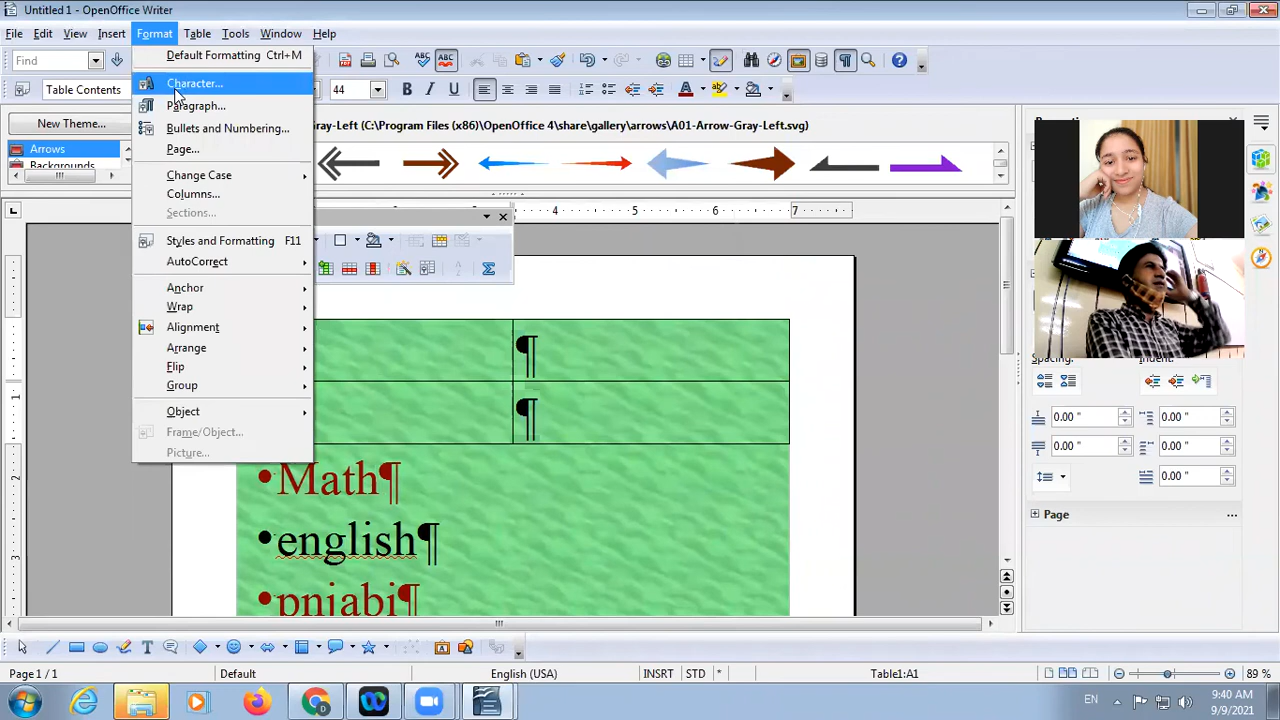 Untitled 1 - OpenOffice Writer
File Edit View Insert Format Table Tools Window Help
Find
Default Formatting Ctrl+M
Table Contents
44
Character...
Paragraph...
Bullets and Numbering...
Page...
Change Case
Columns...
Sections...
Styles and Formatting F11
AutoCorrect
Anchor
Wrap
Alignment
Arrange
Flip
Group
Object
Frame/Object...
Picture...
New Theme...
Arrows
Backgrounds
Gray-Left (C:\Program Files (x86)\OpenOffice 4\share\gallery\arrows\A01-Arrow-Gray-Left.svg)
4 5 6 7
1
2
3
¶
¶
•Math¶
•english¶
•pnjabi¶
Spacing: Indent:
0.00 " 0.00 "
0.00 " 0.00 "
0.00 "
Page
Page 1 / 1 Default English (USA) INSRT STD * Table1:A1 89 %
EN
9:40 AM
9/9/2021